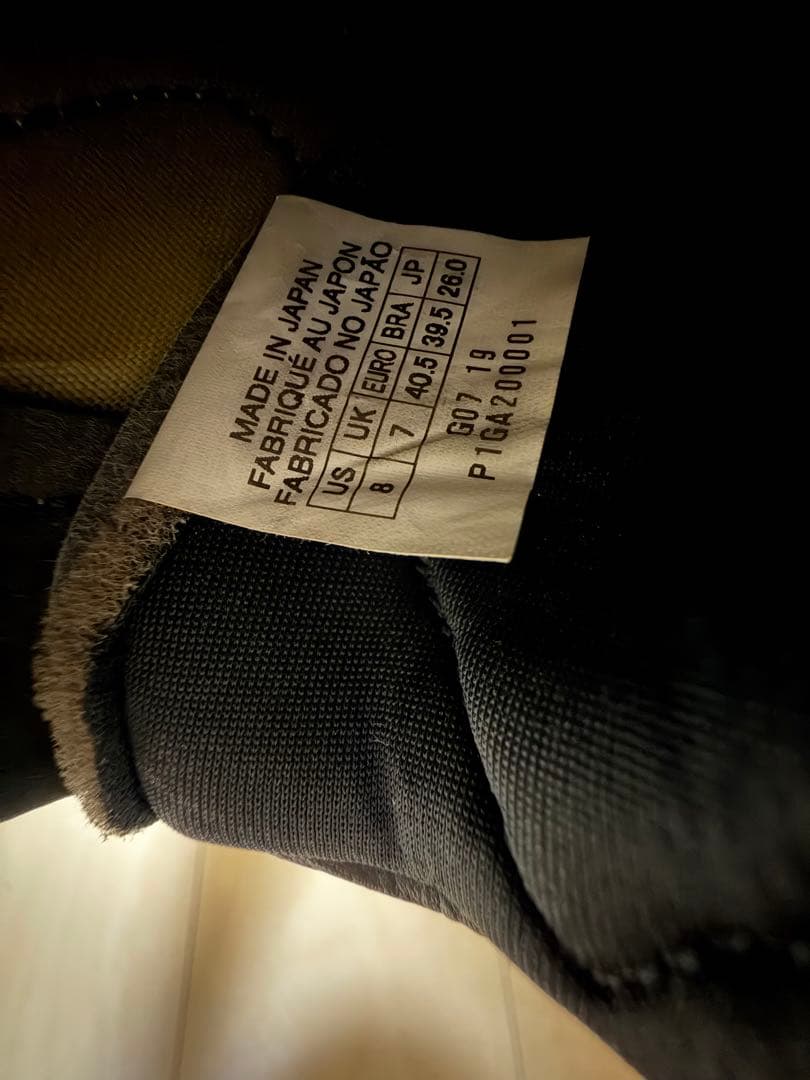 MADE IN JAPAN
FABRIQUÉ AU JAPON
FABRICADO NO JAPÃO
US UK EURO BRA JP
8 7 40.5 39.5 26.0
G07 19
P1GA200001